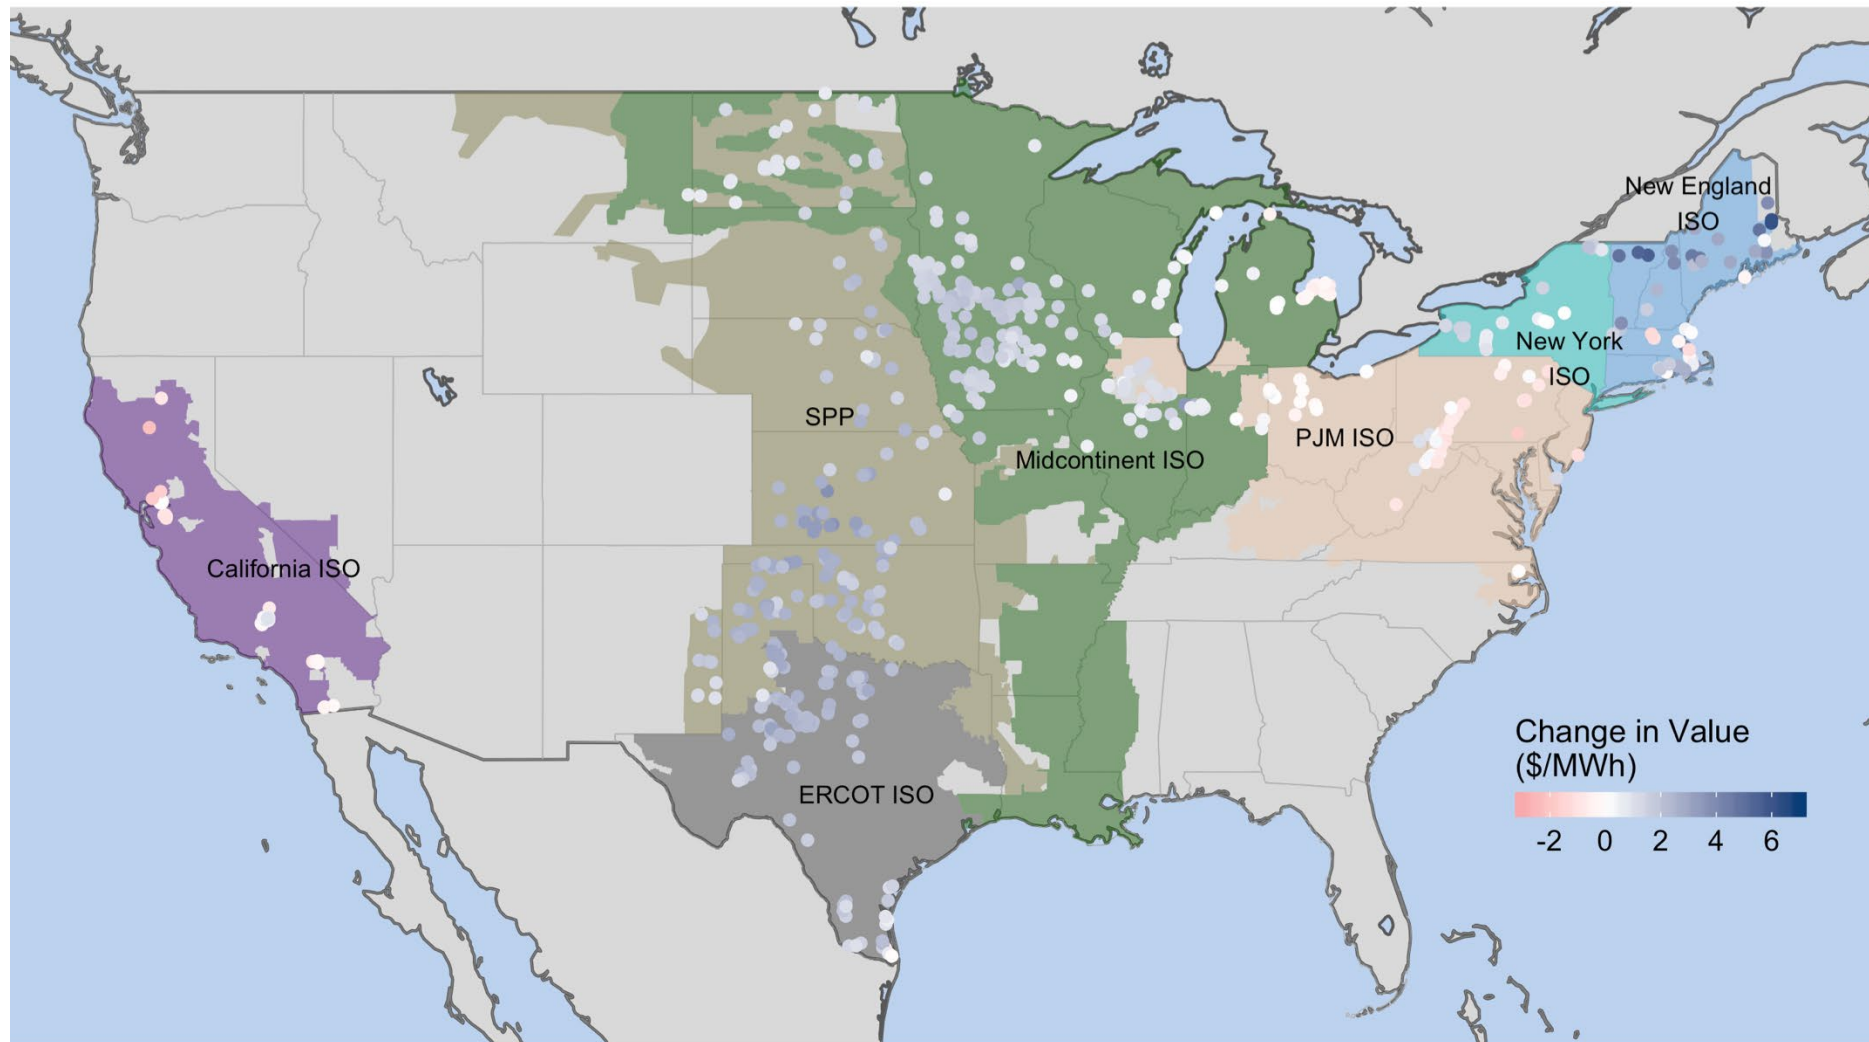 New England
ISO
New York
ISO
SPP
PJM ISO
Midcontinent ISO
California ISO
ERCOT ISO
Change in Value
($/MWh)
-2 0 2 4 6